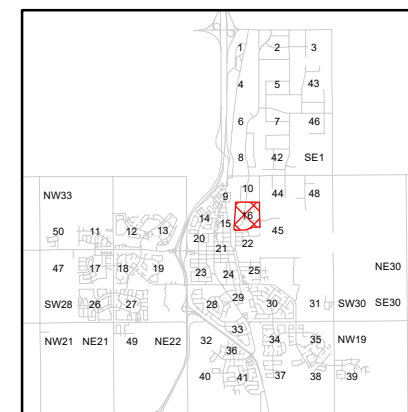 1 2 3
4 5 43
6 7 46
8 42 SE1
10 44 48
NW33 9
14 16
50 11 12 13 15 45
20 21 22
47 17 18 19 23 24 25 NE30
SW28 26 27 28 29 30 31 SW30 SE30
33
NW21 NE21 49 NE22 32 34 35 NW19
36
40 41 37 38 39